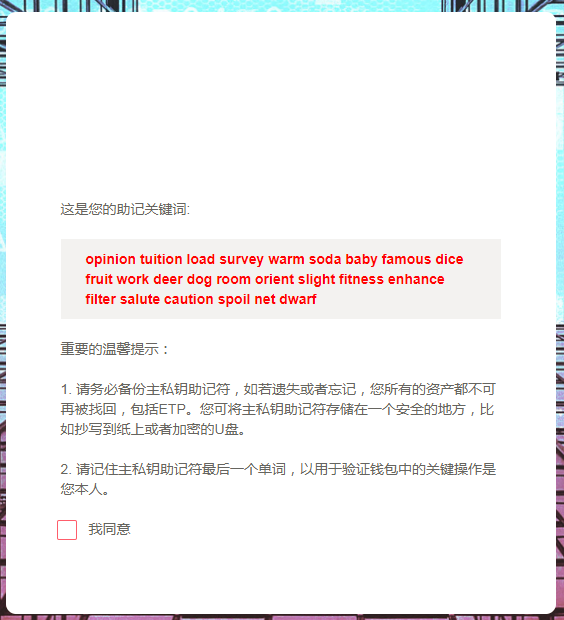 这是您的助记关键词:
opinion tuition load survey warm soda baby famous dice
fruit work deer dog room orient slight fitness enhance
filter salute caution spoil net dwarf
重要的温馨提示：
1. 请务必备份主私钥助记符，如若遗失或者忘记，您所有的资产都不可
再被找回，包括ETP。您可将主私钥助记符存储在一个安全的地方，比
如抄写到纸上或者加密的U盘。
2. 请记住主私钥助记符最后一个单词，以用于验证钱包中的关键操作是
您本人。
我同意